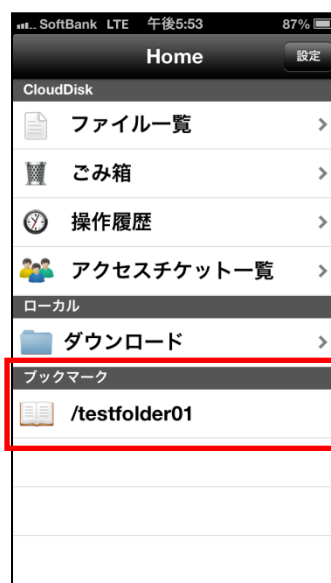 SoftBank LTE 午後5:53 87%
Home 設定
CloudDisk
ファイル一覧
ごみ箱
操作履歴
アクセスチケット一覧
ローカル
ダウンロード
ブックマーク
/testfolder01